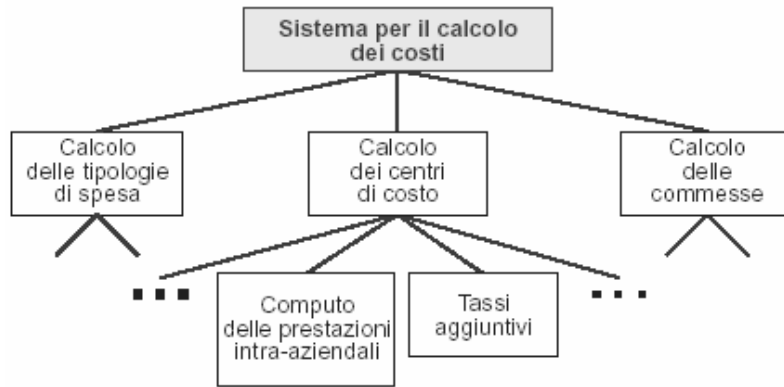 Sistema per il calcolo
dei costi
Calcolo
delle tipologie
di spesa
Calcolo
dei centri
di costo
Calcolo
delle
commesse
Computo
delle prestazioni
intra-aziendali
Tassi
aggiuntivi